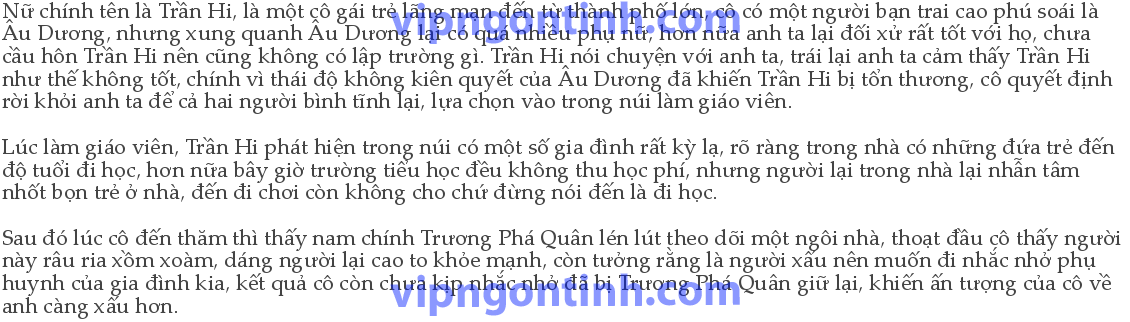 Nữ chính tên là Trần Hi, là một cô gái trẻ lãng mạn đến từ thành phố lớn, cô có một người bạn trai cao phú soái là
Âu Dương, nhưng xung quanh Âu Dương lại có quá nhiều phụ nữ, hơn nữa anh ta lại đối xử rất tốt với họ, chưa
cầu hôn Trần Hi nên cũng không có lập trường gì. Trần Hi nói chuyện với anh ta, trái lại anh ta cảm thấy Trần Hi
như thế không tốt, chính vì thái độ không kiên quyết của Âu Dương đã khiến Trần Hi bị tổn thương, cô quyết định
rời khỏi anh ta để cả hai người bình tĩnh lại, lựa chọn vào trong núi làm giáo viên.
Lúc làm giáo viên, Trần Hi phát hiện trong núi có một số gia đình rất kỳ lạ, rõ ràng trong nhà có những đứa trẻ đến
độ tuổi đi học, hơn nữa bây giờ trường tiểu học đều không thu học phí, nhưng người lại trong nhà lại nhẫn tâm
nhốt bọn trẻ ở nhà, đến đi chơi còn không cho chứ đừng nói đến là đi học.
Sau đó lúc cô đến thăm thì thấy nam chính Trương Phá Quân lén lút theo dõi một ngôi nhà, thoạt đầu cô thấy người
này râu ria xồm xoàm, dáng người lại cao to khỏe mạnh, còn tưởng rằng là người xấu nên muốn đi nhắc nhở phụ
huynh của gia đình kia, kết quả cô còn chưa kịp nhắc nhở đã bị Trương Phá Quân giữ lại, khiến ấn tượng của cô về
anh càng xấu hơn.
vipngontinh.com
vipngontinh.com